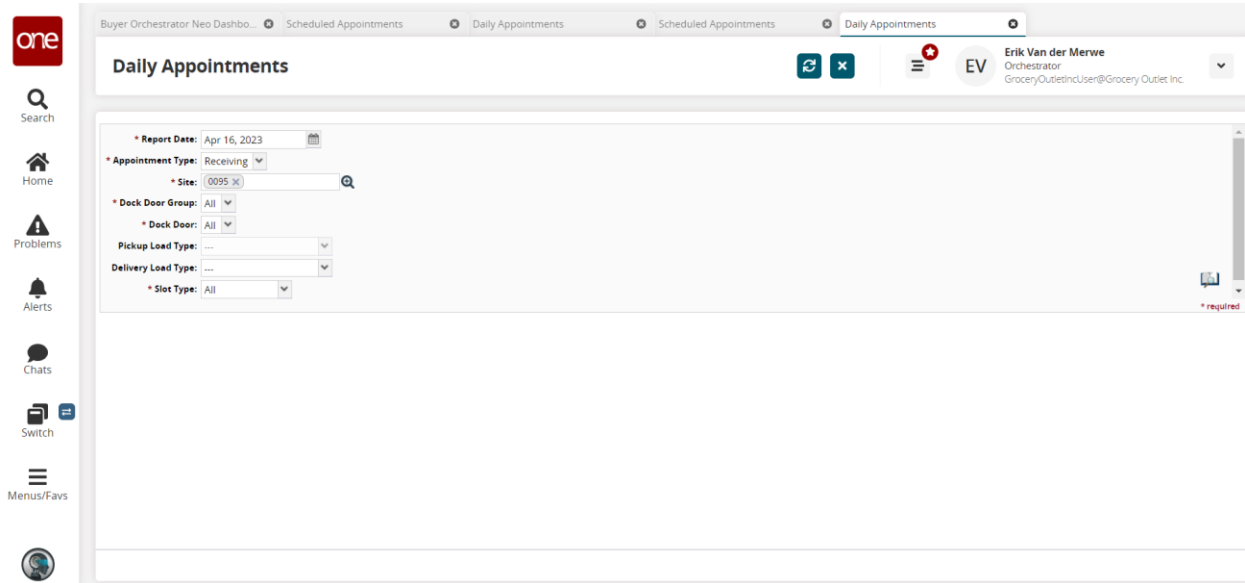 one
Search
Home
Problems
Alerts
Chats
Switch
Menus/Favs
Buyer Orchestrator Neo Dashbo...
Scheduled Appointments
Daily Appointments
Scheduled Appointments
Daily Appointments
Daily Appointments
EV
Erik Van der Merwe
Orchestrator
GroceryOutletIncUser@Grocery Outlet Inc.
* Report Date: Apr 16, 2023
* Appointment Type: Receiving
* Site: 0095 ×
* Dock Door Group: All
* Dock Door: All
Pickup Load Type: ---
Delivery Load Type: ---
* Slot Type: All
* required